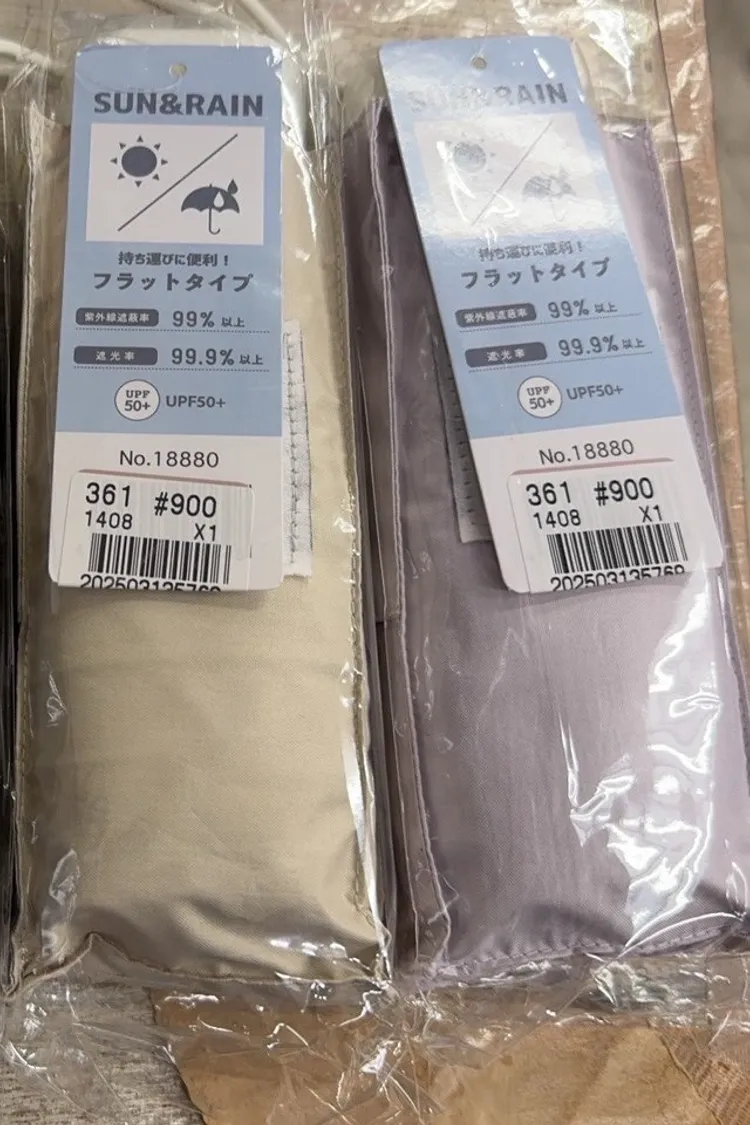 SUN&RAIN
持ち運びに便利！
フラットタイプ
紫外線遮蔽率 99% 以上
遮光率 99.9% 以上
UPF 50+ UPF50+
No.18880
361 #900
1408 X1
202503135769
SUN&RAIN
持ち運びに便利！
フラットタイプ
紫外線遮蔽率 99% 以上
遮光率 99.9% 以上
UPF 50+ UPF50+
No.18880
361 #900
1408 X1
202503135769